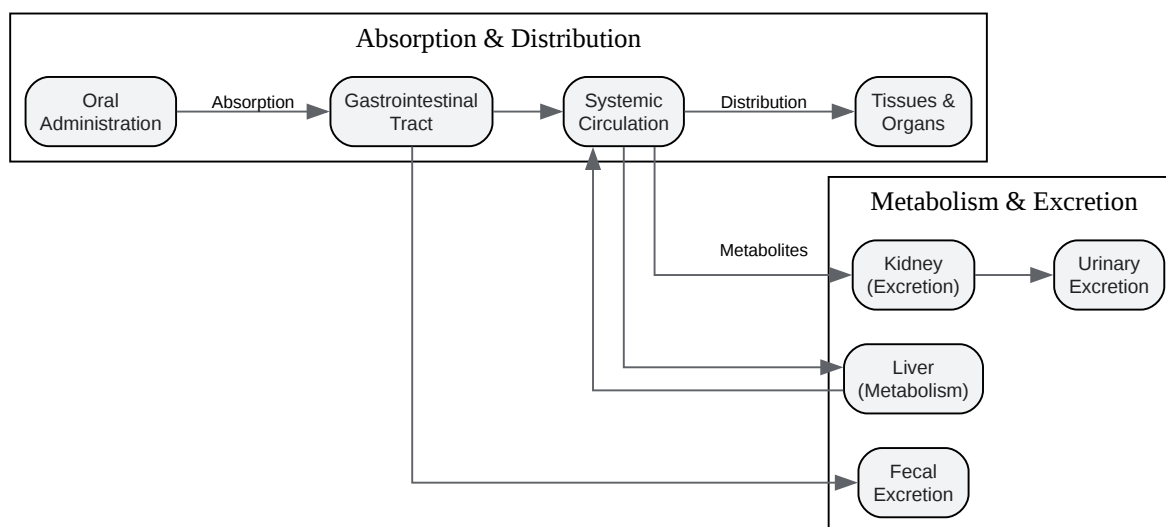 Absorption & Distribution
Oral
Administration
Absorption
Gastrointestinal
Tract
Systemic
Circulation
Distribution
Tissues &
Organs
Metabolism & Excretion
Metabolites
Kidney
(Excretion)
Urinary
Excretion
Liver
(Metabolism)
Fecal
Excretion